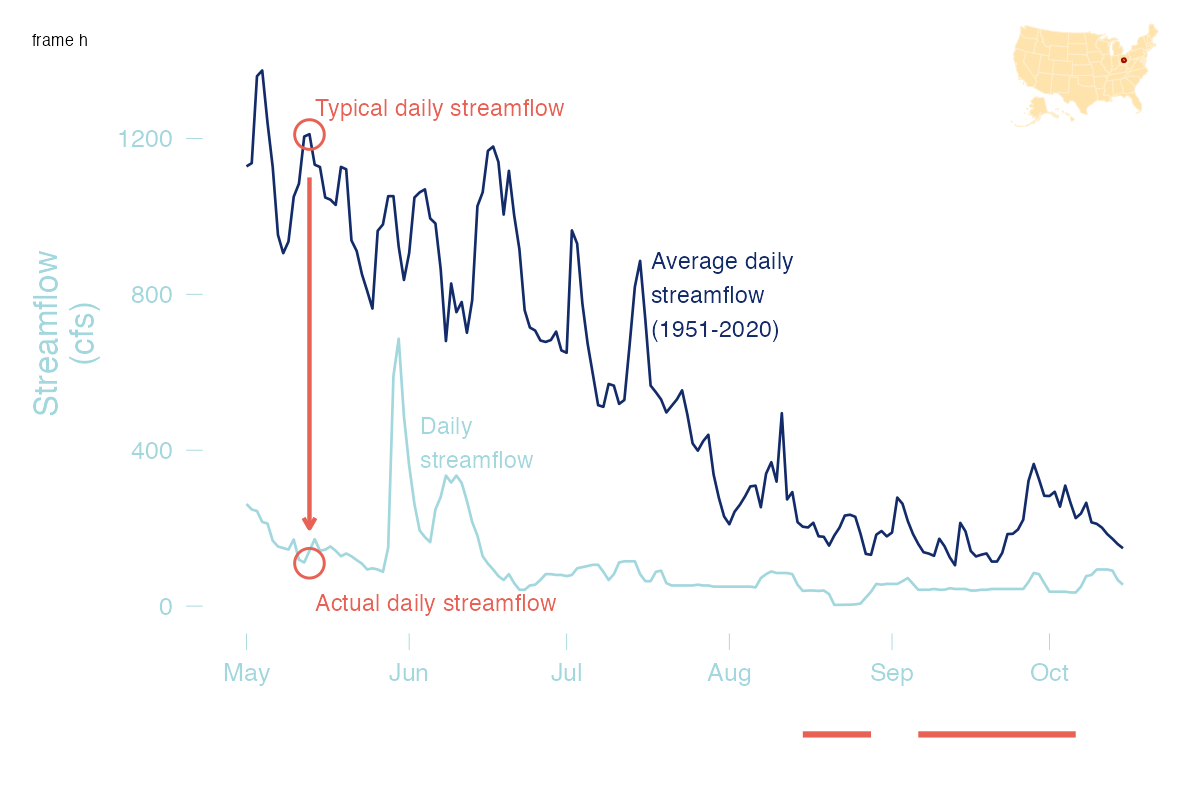 frame h
Typical daily streamflow
1200
Average daily
streamflow
(1951-2020)
800
Streamflow
(cfs)
Daily
streamflow
400
Actual daily streamflow
0
May Jun Jul Aug Sep Oct